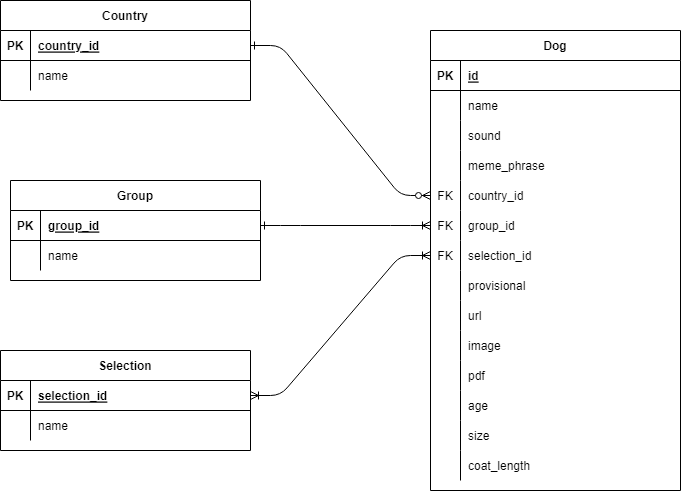 Country
PK country_id
name
Group
PK group_id
name
Selection
PK selection_id
name
Dog
PK id
name
sound
meme_phrase
FK country_id
FK group_id
FK selection_id
provisional
url
image
pdf
age
size
coat_length